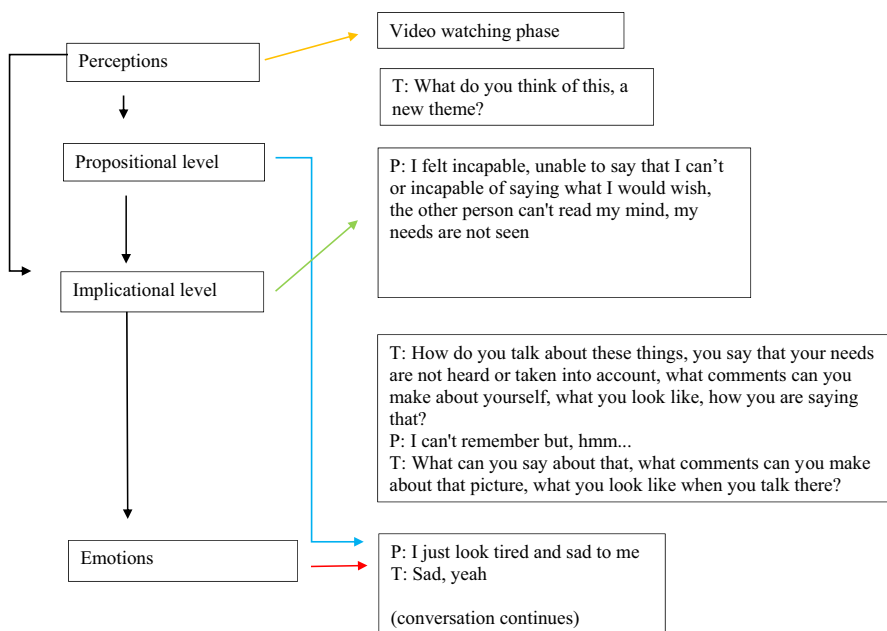 Perceptions
Video watching phase
T: What do you think of this, a
new theme?
Propositional level
P: I felt incapable, unable to say that I can’t
or incapable of saying what I would wish,
the other person can't read my mind, my
needs are not seen
Implicational level
T: How do you talk about these things, you say that your needs
are not heard or taken into account, what comments can you
make about yourself, what you look like, how you are saying
that?
P: I can't remember but, hmm...
T: What can you say about that, what comments can you make
about that picture, what you look like when you talk there?
Emotions
P: I just look tired and sad to me
T: Sad, yeah
(conversation continues)